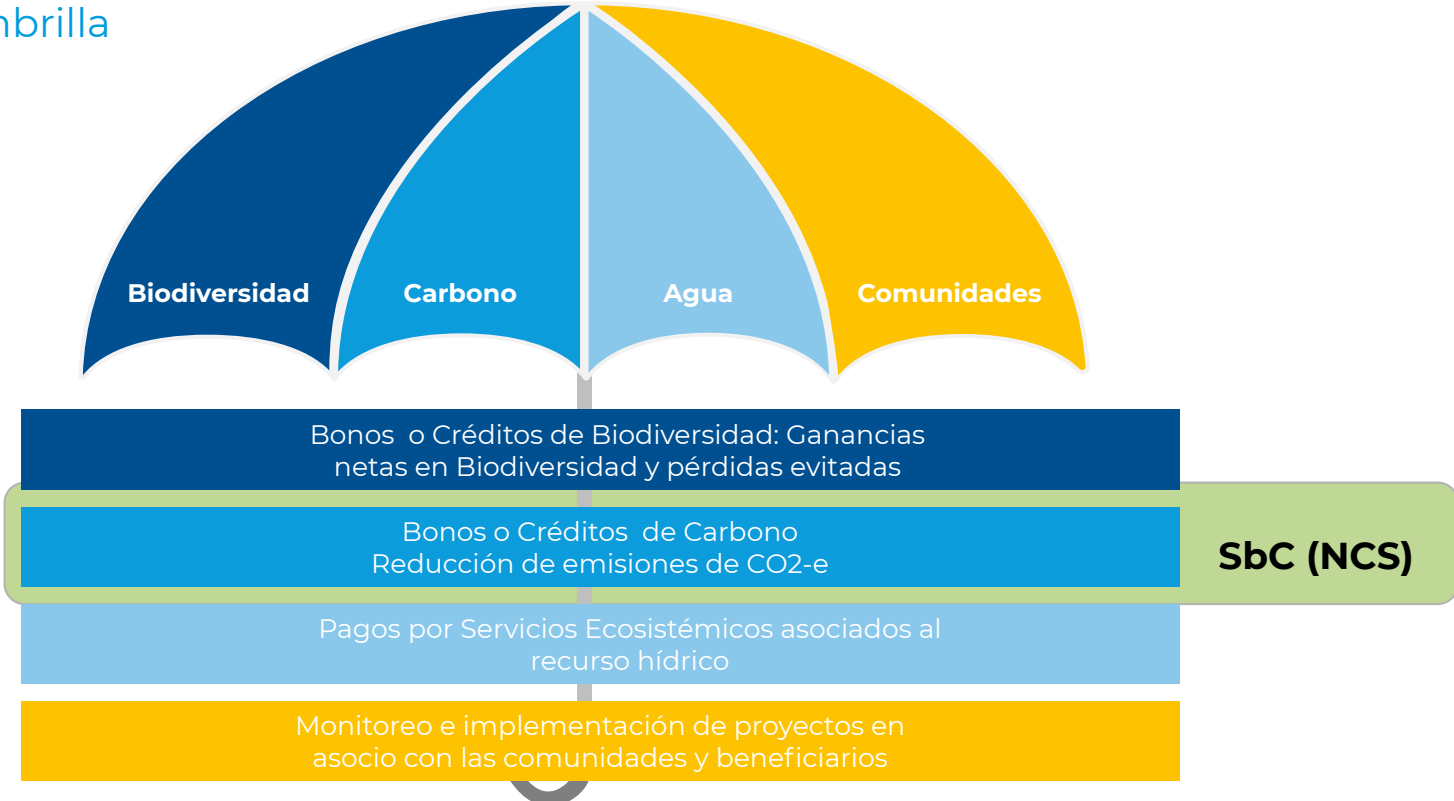 nbrilla
Biodiversidad
Carbono
Agua
Comunidades
Bonos o Créditos de Biodiversidad: Ganancias
netas en Biodiversidad y pérdidas evitadas
Bonos o Créditos de Carbono
Reducción de emisiones de CO2-e
SbC (NCS)
Pagos por Servicios Ecosistémicos asociados al
recurso hídrico
Monitoreo e implementación de proyectos en
asocio con las comunidades y beneficiarios